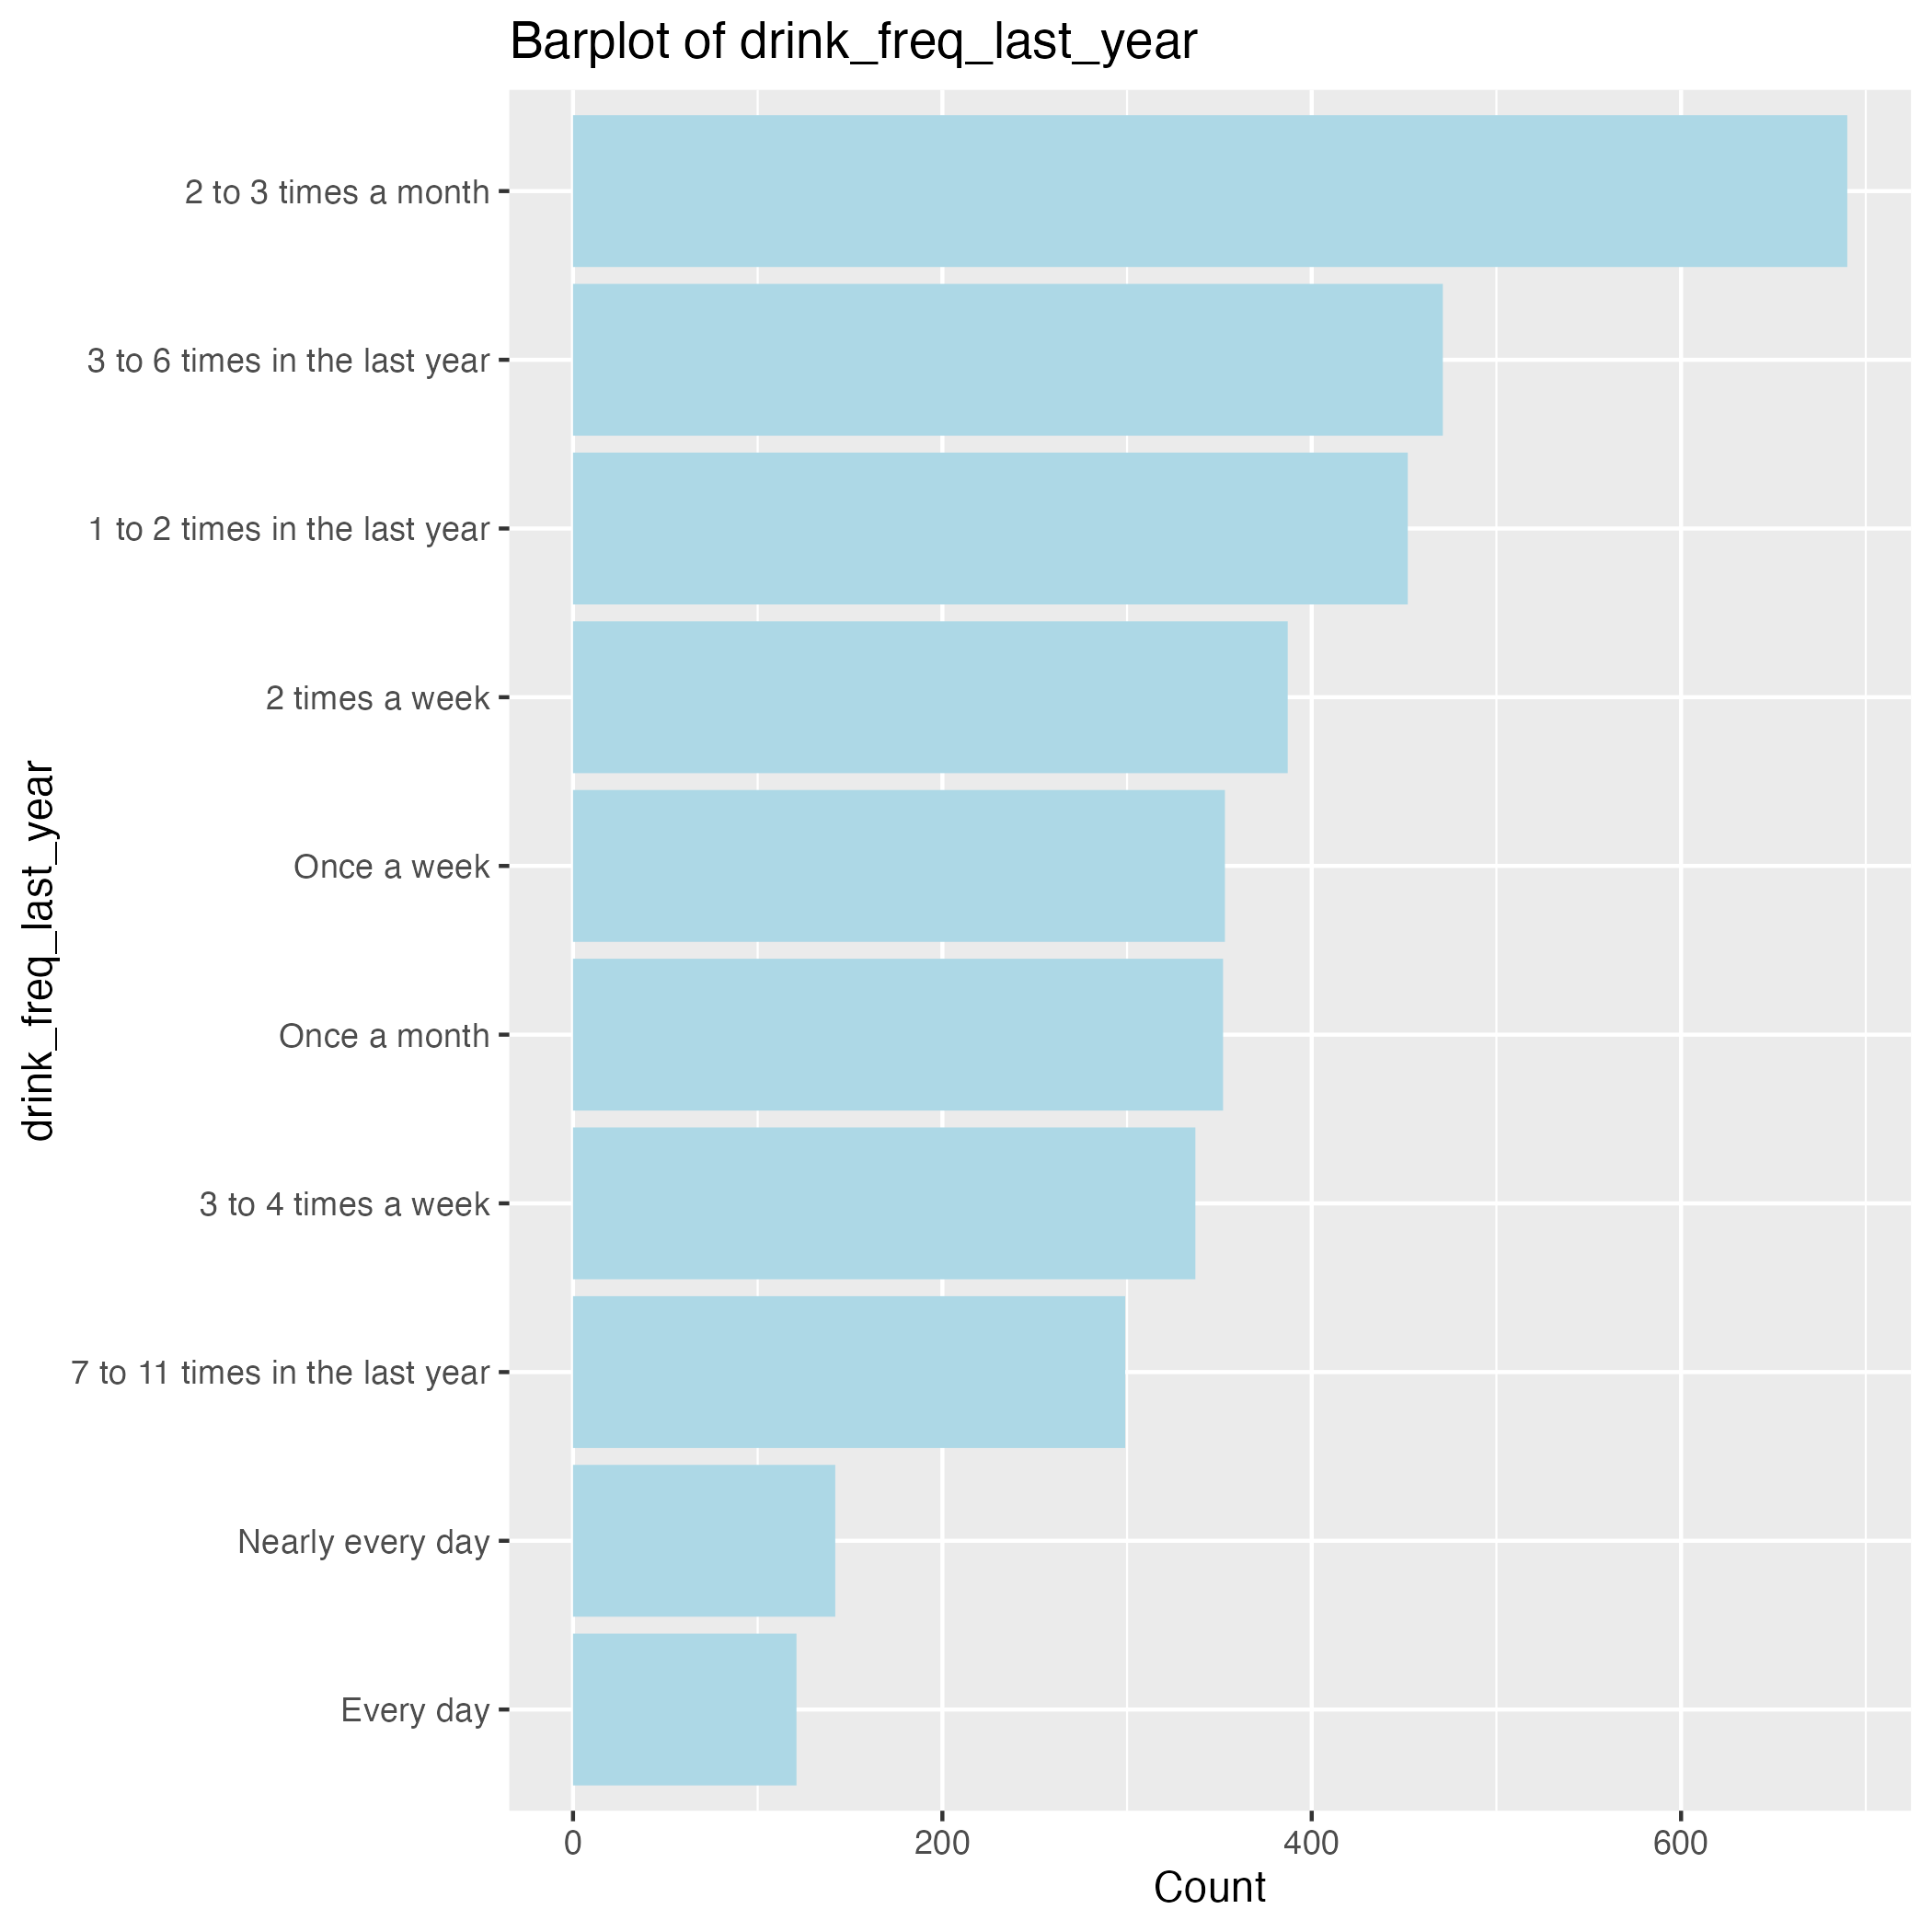 Barplot of drink_freq_last_year
drink_freq_last_year
2 to 3 times a month
3 to 6 times in the last year
1 to 2 times in the last year
2 times a week
Once a week
Once a month
3 to 4 times a week
7 to 11 times in the last year
Nearly every day
Every day
0 200 400 600
Count